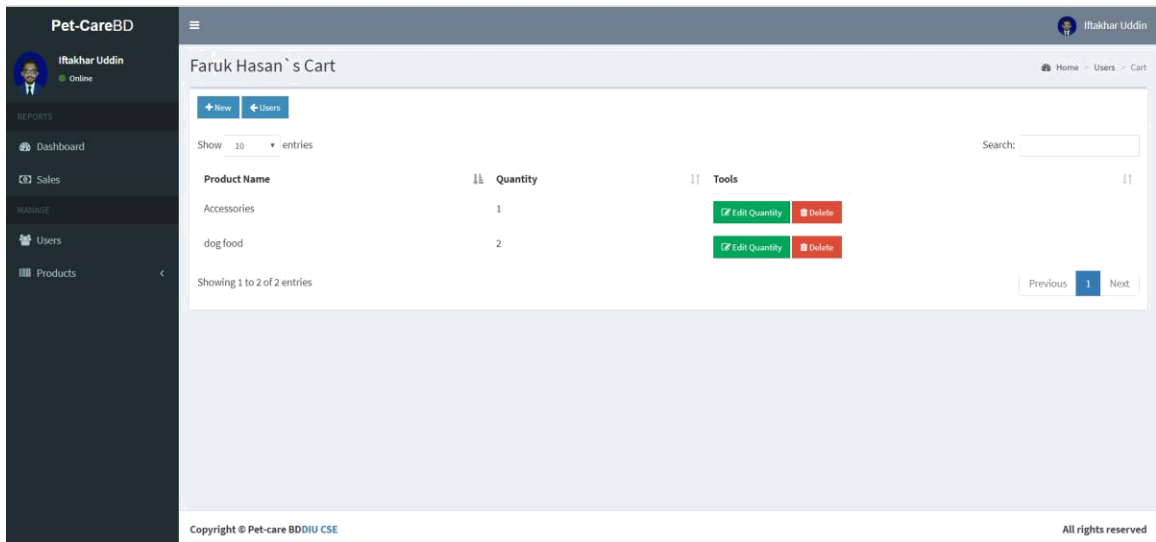 Pet-CareBD
Iftakhar Uddin
Iftakhar Uddin
Online
Faruk Hasan`s Cart
Home > Users > Cart
REPORTS
New Users
Dashboard
Show 10 entries
Search:
Sales
Product Name Quantity Tools
MANAGE
Accessories 1 Edit Quantity Delete
Users
dog food 2 Edit Quantity Delete
Products
Showing 1 to 2 of 2 entries
Previous 1 Next
Copyright © Pet-care BDDIU CSE
All rights reserved